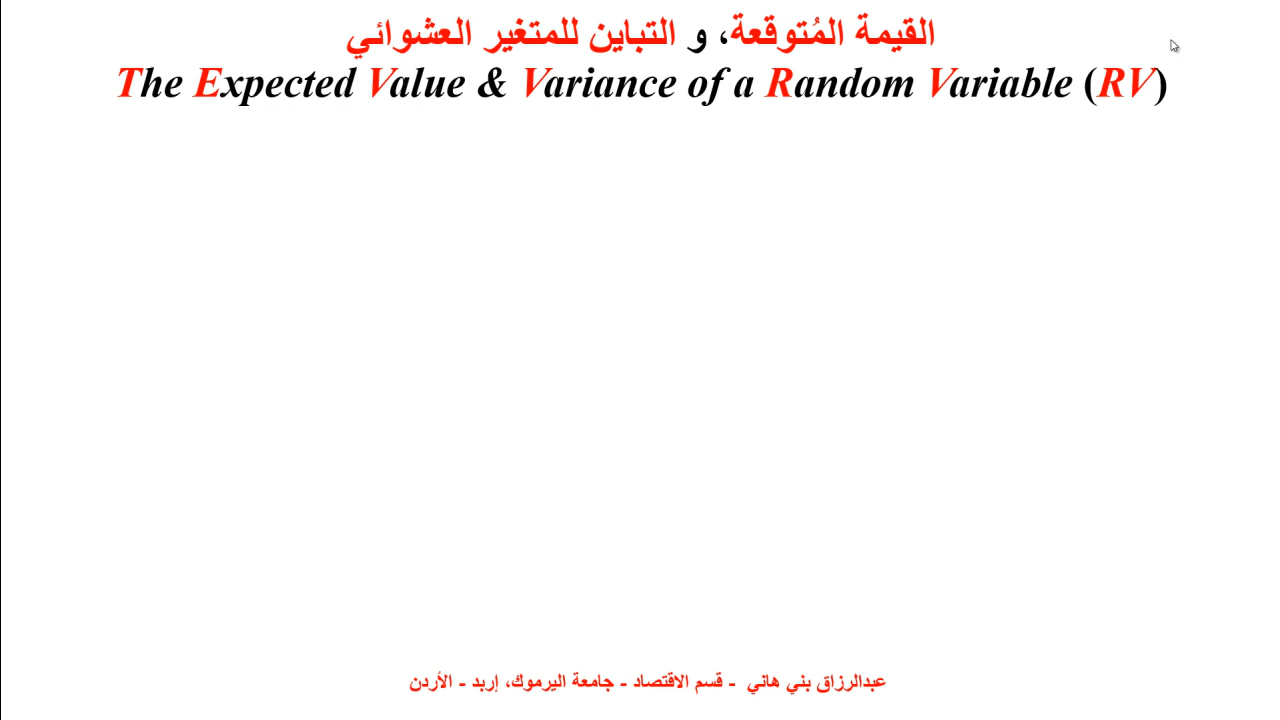 القيمة المُتوقعة، و التباين للمتغير العشوائي
The Expected Value & Variance of a Random Variable (RV)
عبدالرزاق بني هاني - قسم الاقتصاد - جامعة اليرموك، إربد - الأردن